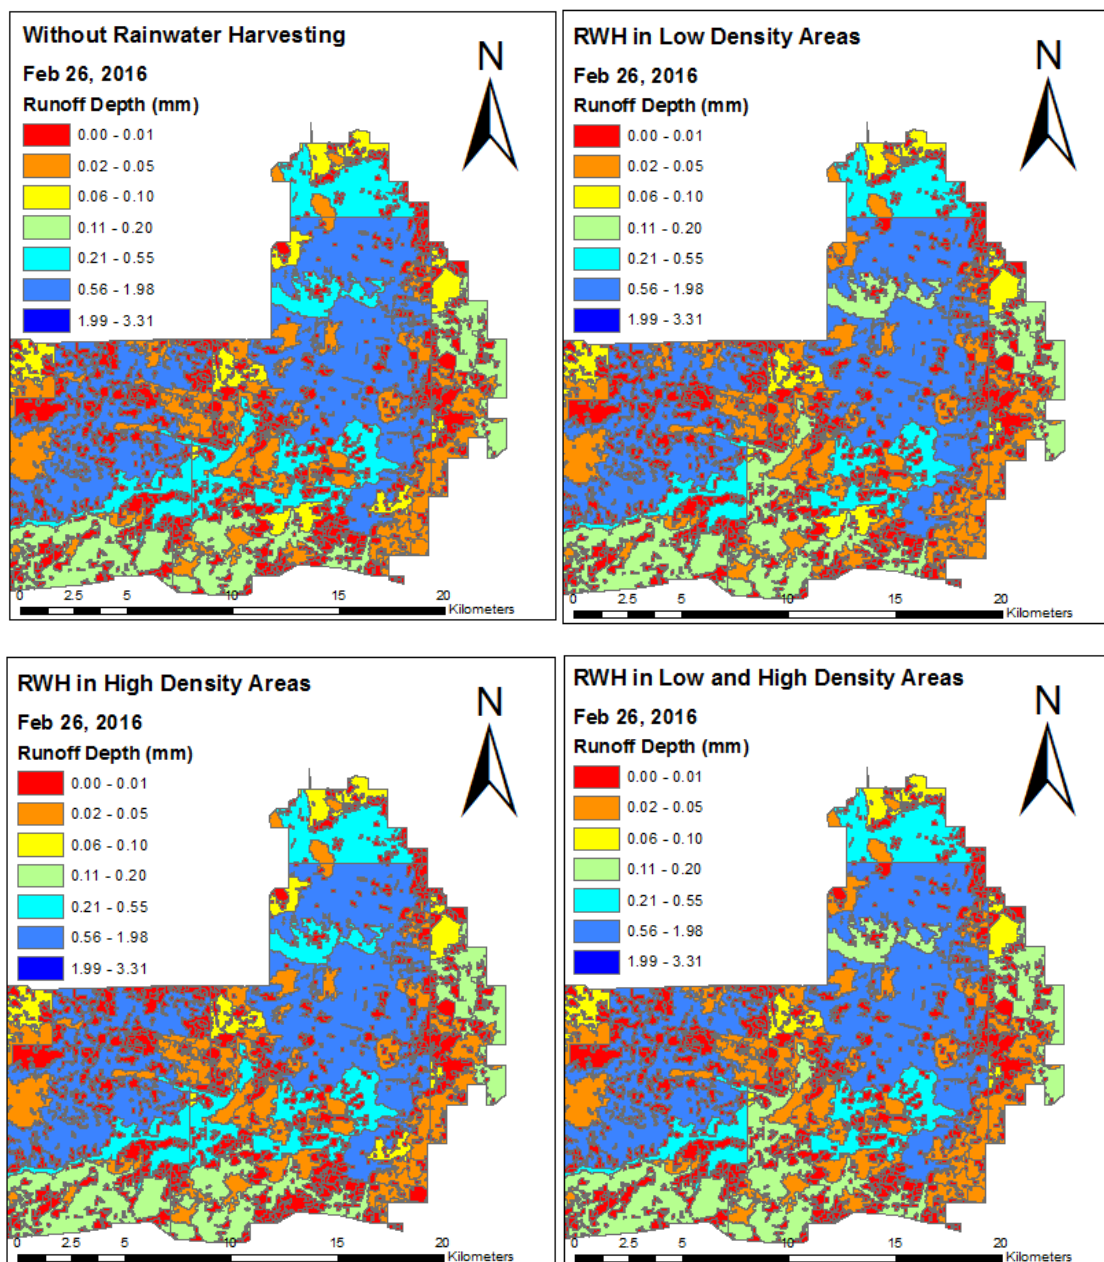 Without Rainwater Harvesting
Feb 26, 2016
Runoff Depth (mm)
0.00 - 0.01
0.02 - 0.05
0.06 - 0.10
0.11 - 0.20
0.21 - 0.55
0.56 - 1.98
1.99 - 3.31
N
0 2.5 5 10 15 20
Kilometers
RWH in Low Density Areas
Feb 26, 2016
Runoff Depth (mm)
0.00 - 0.01
0.02 - 0.05
0.06 - 0.10
0.11 - 0.20
0.21 - 0.55
0.56 - 1.98
1.99 - 3.31
N
0 2.5 5 10 15 20
Kilometers
RWH in High Density Areas
Feb 26, 2016
Runoff Depth (mm)
0.00 - 0.01
0.02 - 0.05
0.06 - 0.10
0.11 - 0.20
0.21 - 0.55
0.56 - 1.98
1.99 - 3.31
N
0 2.5 5 10 15 20
Kilometers
RWH in Low and High Density Areas
Feb 26, 2016
Runoff Depth (mm)
0.00 - 0.01
0.02 - 0.05
0.06 - 0.10
0.11 - 0.20
0.21 - 0.55
0.56 - 1.98
1.99 - 3.31
N
0 2.5 5 10 15 20
Kilometers